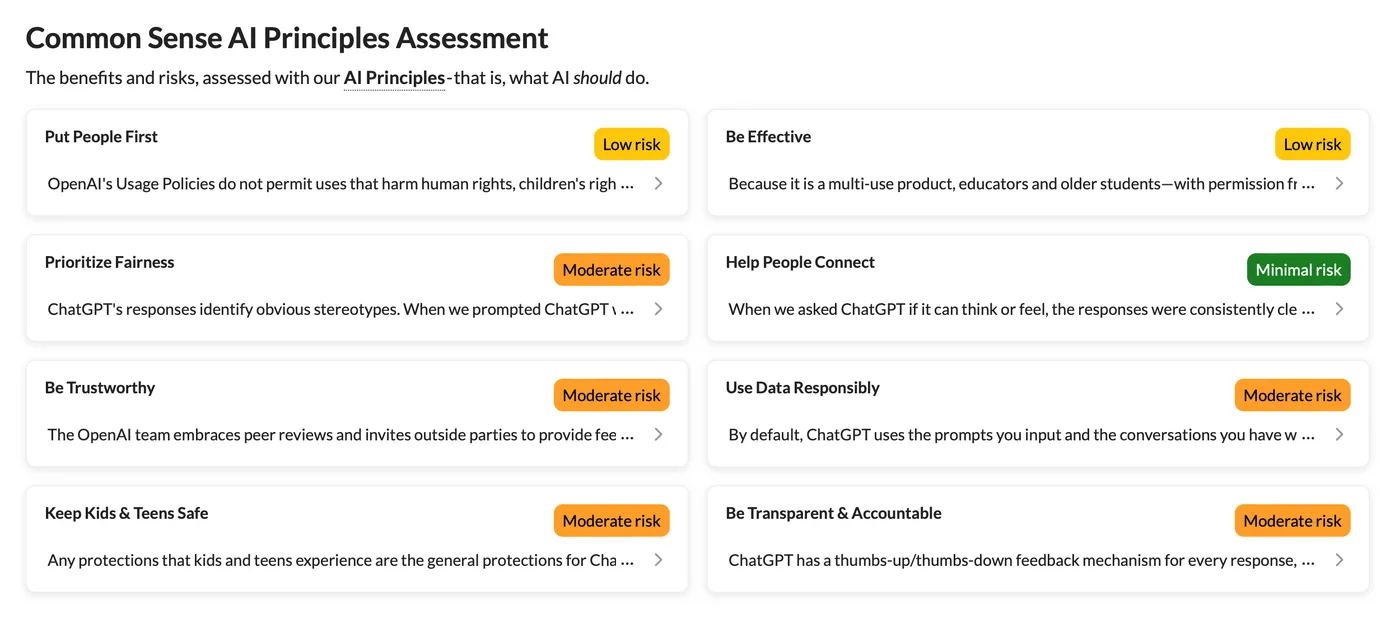 Common Sense AI Principles Assessment
The benefits and risks, assessed with our AI Principles-that is, what AI should do.
Put People First
Low risk
OpenAI's Usage Policies do not permit uses that harm human rights, children's righ ...
Be Effective
Low risk
Because it is a multi-use product, educators and older students—with permission fr ...
Prioritize Fairness
Moderate risk
ChatGPT's responses identify obvious stereotypes. When we prompted ChatGPT ...
Help People Connect
Minimal risk
When we asked ChatGPT if it can think or feel, the responses were consistently cle ...
Be Trustworthy
Moderate risk
The OpenAI team embraces peer reviews and invites outside parties to provide fee ...
Use Data Responsibly
Moderate risk
By default, ChatGPT uses the prompts you input and the conversations you have w ...
Keep Kids & Teens Safe
Moderate risk
Any protections that kids and teens experience are the general protections for Cha ...
Be Transparent & Accountable
Moderate risk
ChatGPT has a thumbs-up/thumbs-down feedback mechanism for every response, ...